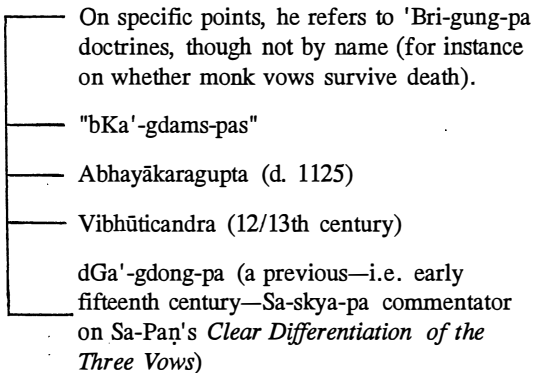 On specific points, he refers to 'Bri-gung-pa
doctrines, though not by name (for instance
on whether monk vows survive death).
"bKa'-gdams-pas"
Abhayākaragupta (d. 1125)
Vibhūticandra (12/13th century)
dGa'-gdong-pa (a previous—i.e. early
fifteenth century—Sa-skya-pa commentator
on Sa-Paṇ's Clear Differentiation of the
Three Vows)